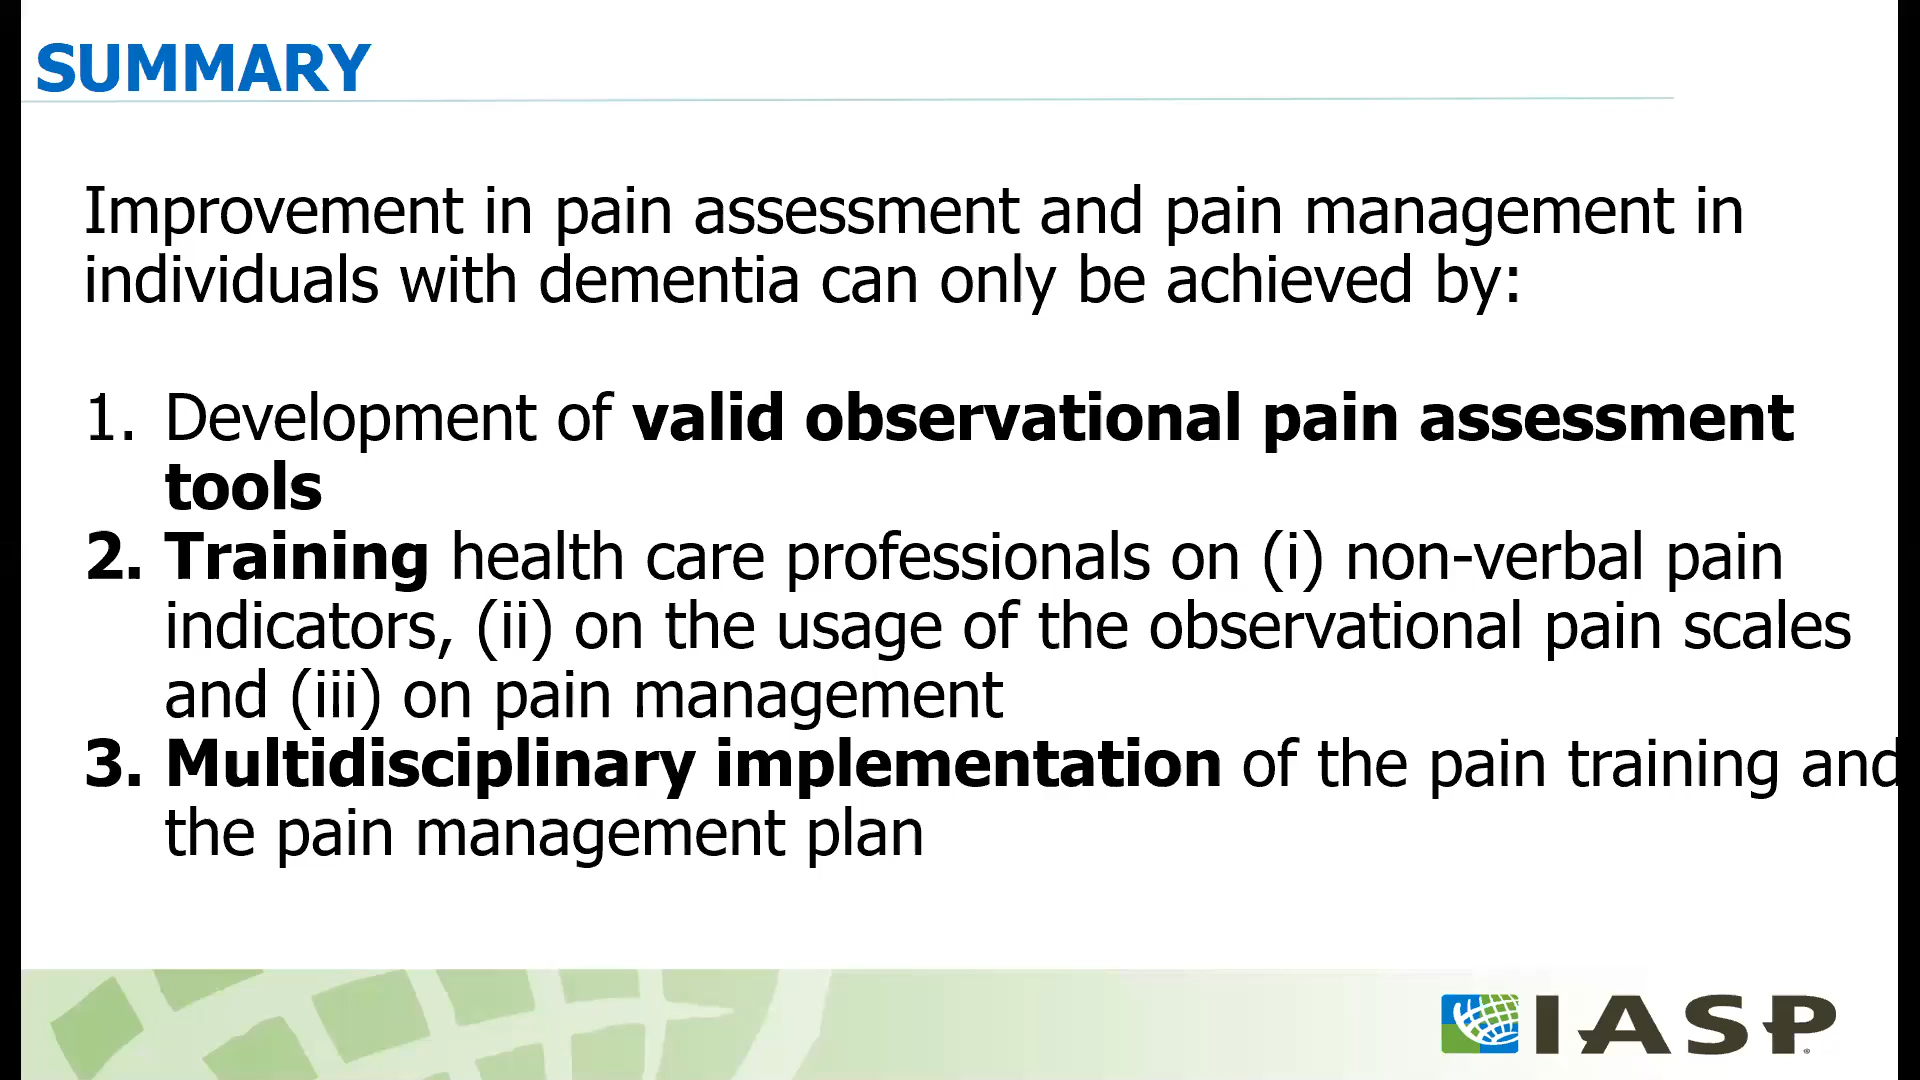 SUMMARY
Improvement in pain assessment and pain management in
individuals with dementia can only be achieved by:
1. Development of valid observational pain assessment
tools
2. Training health care professionals on (i) non-verbal pain
indicators, (ii) on the usage of the observational pain scales
and (iii) on pain management
3. Multidisciplinary implementation of the pain training and
the pain management plan
IASP
®